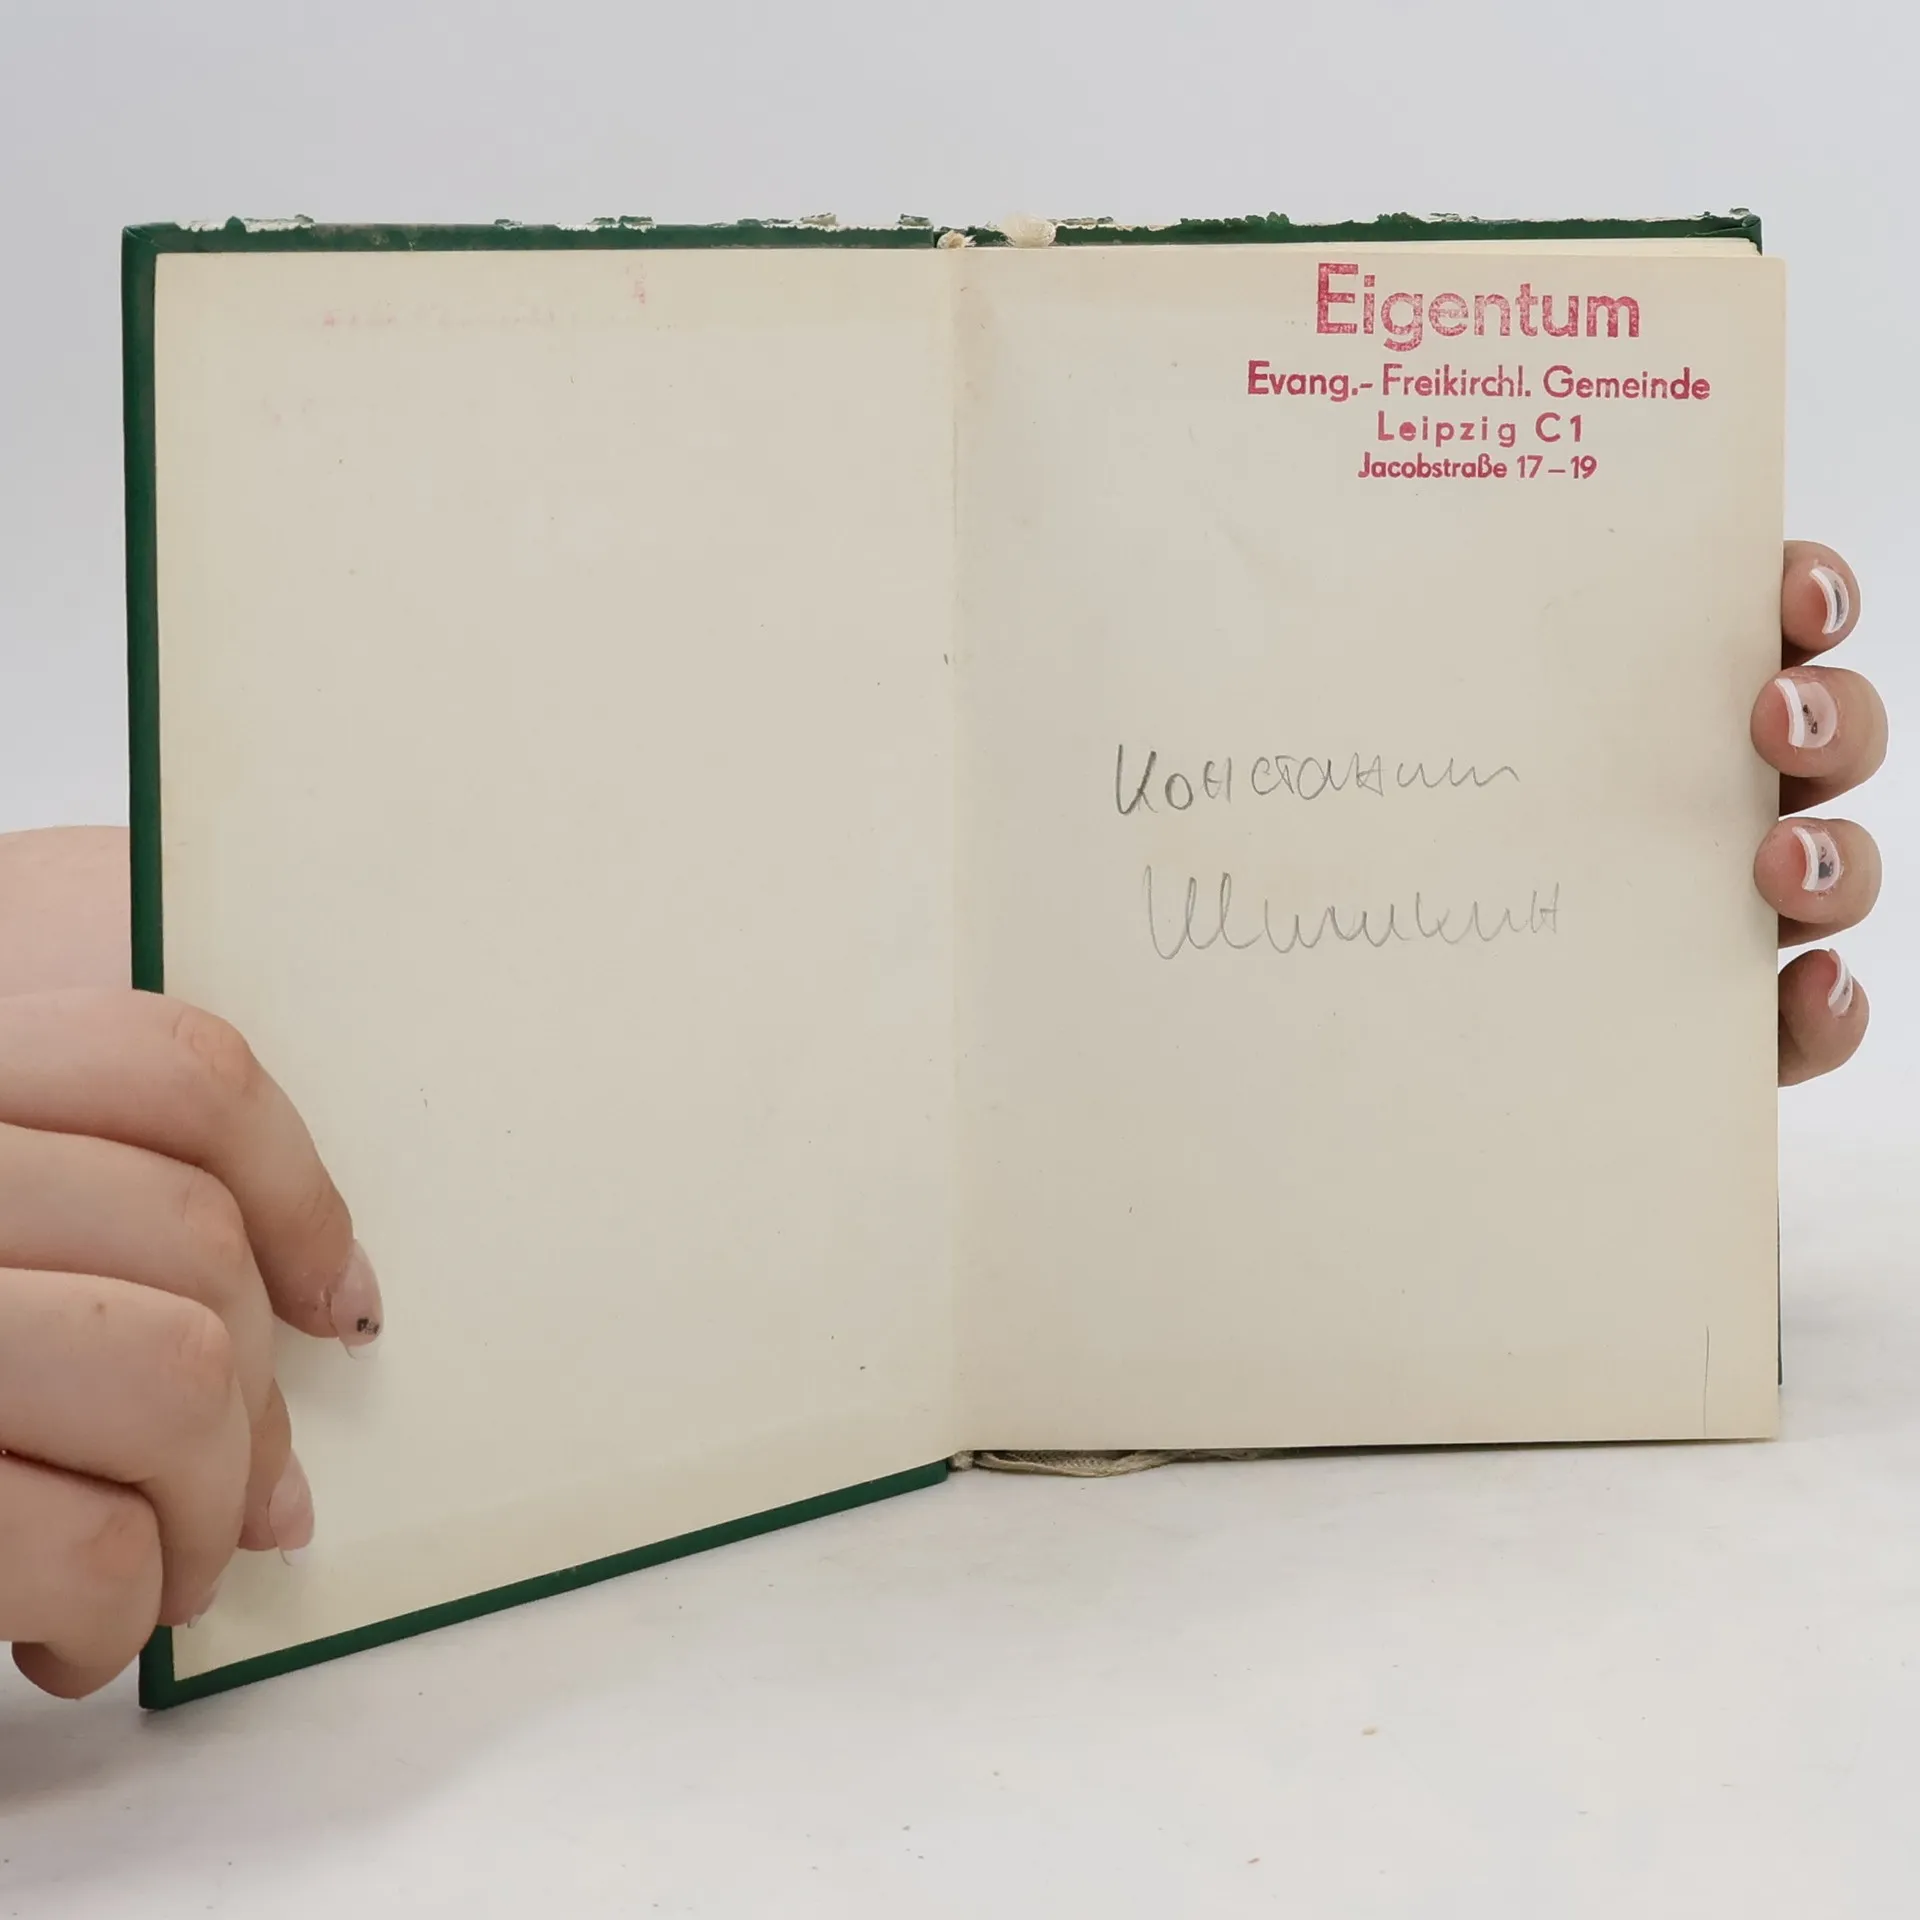 Eigentum
Evang.- Freikirchl. Gemeinde
Leipzig C1
Jacobstraße 17–19
Константин
Шишкин